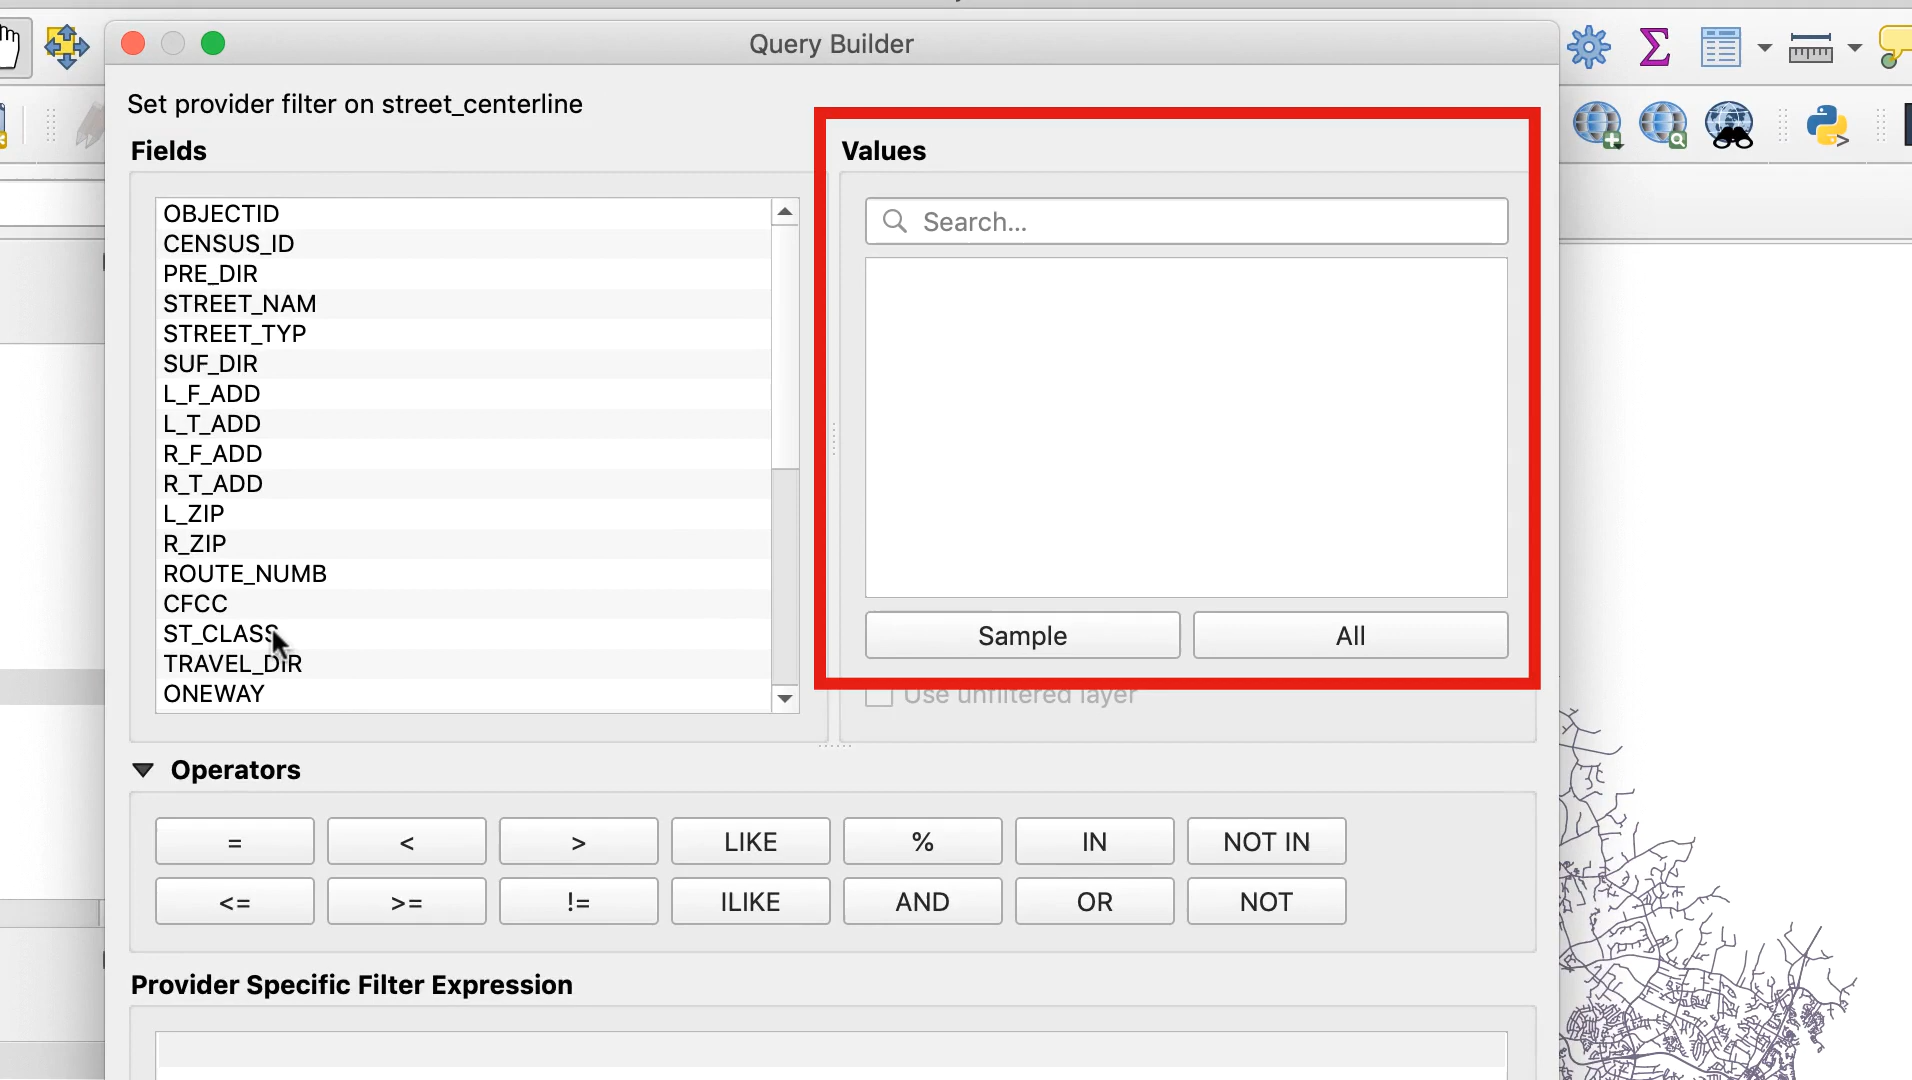 Query Builder
Set provider filter on street_centerline
Fields
OBJECTID
CENSUS_ID
PRE_DIR
STREET_NAM
STREET_TYP
SUF_DIR
L_F_ADD
L_T_ADD
R_F_ADD
R_T_ADD
L_ZIP
R_ZIP
ROUTE_NUMB
CFCC
ST_CLASS
TRAVEL_DIR
ONEWAY
Values
Search...
Sample All
Use unfiltered layer
Operators
= < > LIKE % IN NOT IN
<= >= != ILIKE AND OR NOT
Provider Specific Filter Expression